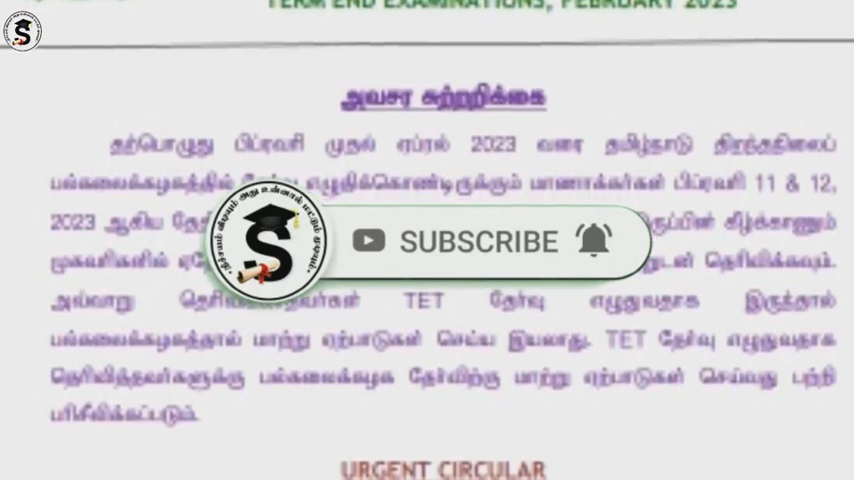 TERM END EXAMINATIONS, FEBRUARY 2023
அவசர சுற்றறிக்கை
தற்பொழுது பிப்ரவரி முதல் ஏப்ரல் 2023 வரை தமிழ்நாடு திறந்தநிலைப்
பல்கலைக்கழகத்தில் தேர்வு எழுதிக்கொண்டிருக்கும் மாணாக்கர்கள் பிப்ரவரி 11 & 12,
2023 ஆகிய கீழ்க்காணும்
SUBSCRIBE
முகவரிகளில் தெரிவிக்கவும்.
அவ்வாறு TET தேர்வு எழுதுவதாக இருந்தால்
பல்கலைக்கழகத்தால் மாற்று ஏற்பாடுகள் செய்ய இயலாது. TET தேர்வு எழுதுவதாக
தெரிவித்தவர்களுக்கு பல்கலைக்கழக தேர்விற்கு மாற்று ஏற்பாடுகள் செய்வது பற்றி
பரிசீலிக்கப்படும்.
URGENT CIRCULAR